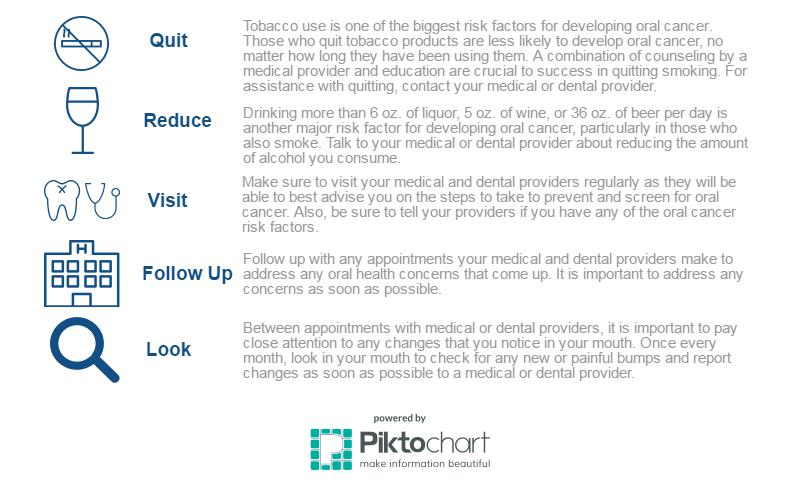 Quit
Tobacco use is one of the biggest risk factors for developing oral cancer.
Those who quit tobacco products are less likely to develop oral cancer, no
matter how long they have been using them. A combination of counseling by a
medical provider and education are crucial to success in quitting smoking. For
assistance with quitting, contact your medical or dental provider.
Reduce
Drinking more than 6 oz. of liquor, 5 oz. of wine, or 36 oz. of beer per day is
another major risk factor for developing oral cancer, particularly in those who
also smoke. Talk to your medical or dental provider about reducing the amount
of alcohol you consume.
Visit
Make sure to visit your medical and dental providers regularly as they will be
able to best advise you on the steps to take to prevent and screen for oral
cancer. Also, be sure to tell your providers if you have any of the oral cancer
risk factors.
H
Follow Up
Follow up with any appointments your medical and dental providers make to
address any oral health concerns that come up. It is important to address any
concerns as soon as possible.
Look
Between appointments with medical or dental providers, it is important to pay
close attention to any changes that you notice in your mouth. Once every
month, look in your mouth to check for any new or painful bumps and report
changes as soon as possible to a medical or dental provider.
powered by
Piktochart
make information beautiful